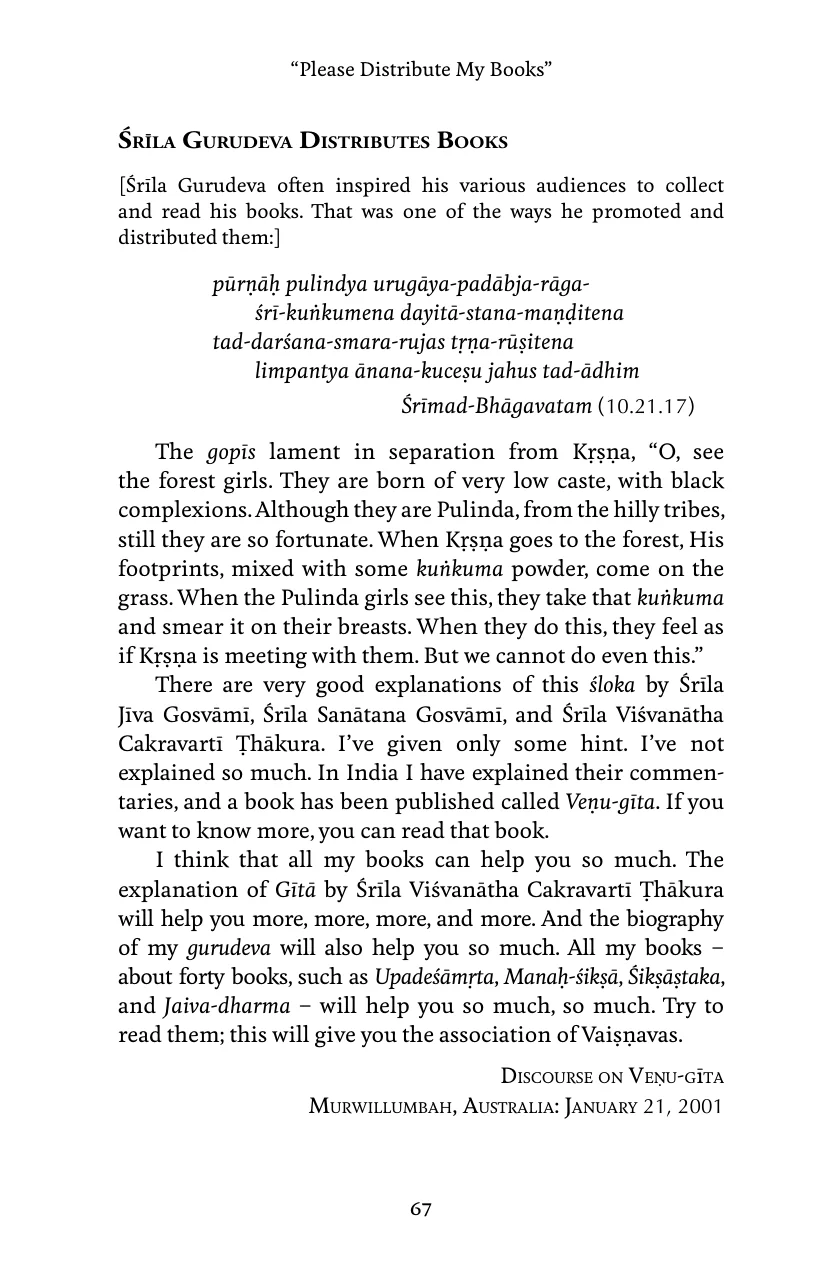 “Please Distribute My Books”
Śrīla Gurudeva Distributes Books
[Śrīla Gurudeva often inspired his various audiences to collect
and read his books. That was one of the ways he promoted and
distributed them:]
pūrṇāḥ pulindya urugāya-padābja-rāga-
śrī-kuṅkumena dayitā-stana-maṇḍitena
tad-darśana-smara-rujas tṛṇa-rūṣitena
limpantya ānana-kuceṣu jahus tad-ādhim
Śrīmad-Bhāgavatam (10.21.17)
The gopīs lament in separation from Kṛṣṇa, “O, see
the forest girls. They are born of very low caste, with black
complexions. Although they are Pulinda, from the hilly tribes,
still they are so fortunate. When Kṛṣṇa goes to the forest, His
footprints, mixed with some kuṅkuma powder, come on the
grass. When the Pulinda girls see this, they take that kuṅkuma
and smear it on their breasts. When they do this, they feel as
if Kṛṣṇa is meeting with them. But we cannot do even this.”
There are very good explanations of this śloka by Śrīla
Jīva Gosvāmī, Śrīla Sanātana Gosvāmī, and Śrīla Viśvanātha
Cakravartī Ṭhākura. I’ve given only some hint. I’ve not
explained so much. In India I have explained their commen-
taries, and a book has been published called Veṇu-gīta. If you
want to know more, you can read that book.
I think that all my books can help you so much. The
explanation of Gītā by Śrīla Viśvanātha Cakravartī Ṭhākura
will help you more, more, more, and more. And the biography
of my gurudeva will also help you so much. All my books –
about forty books, such as Upadeśāmṛta, Manaḥ-śikṣā, Śikṣāṣṭaka,
and Jaiva-dharma – will help you so much, so much. Try to
read them; this will give you the association of Vaiṣṇavas.
Discourse on Veṇu-gīta
Murwillumbah, Australia: January 21, 2001
67